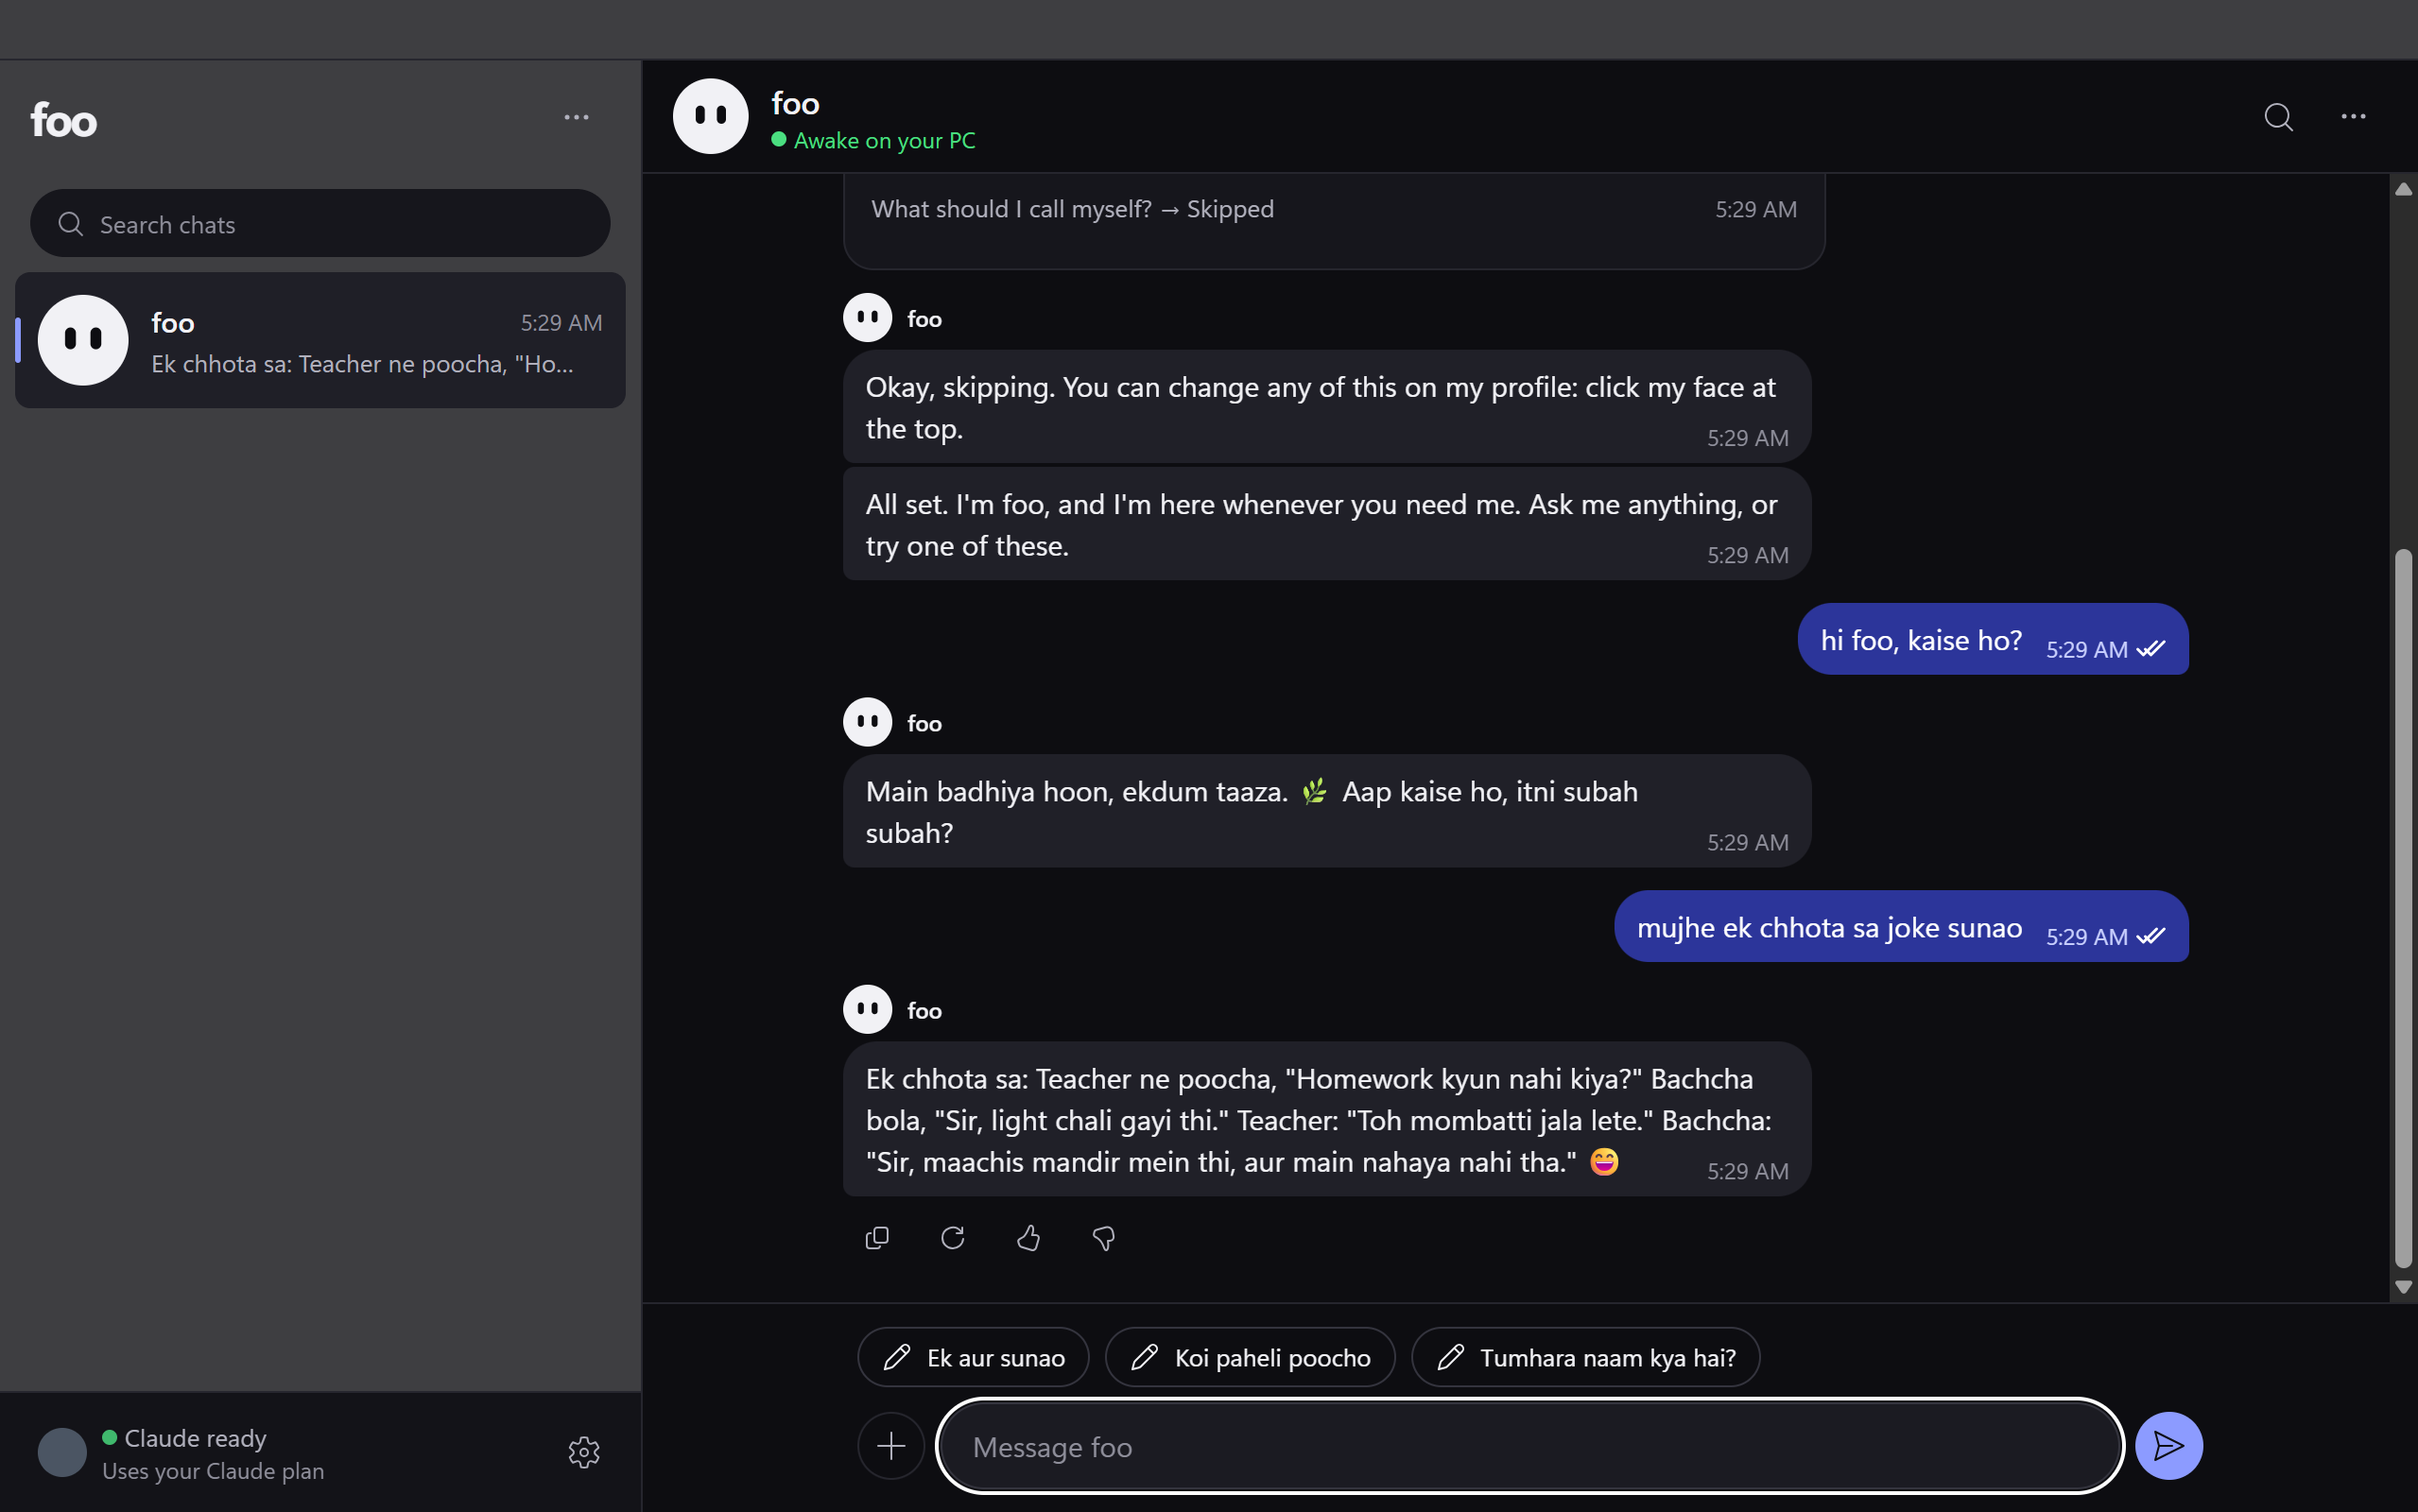 foo
Search chats
foo 5:29 AM
Ek chhota sa: Teacher ne poocha, "Ho...
Claude ready
Uses your Claude plan
foo
Awake on your PC
What should I call myself? → Skipped 5:29 AM
foo
Okay, skipping. You can change any of this on my profile: click my face at
the top. 5:29 AM
All set. I'm foo, and I'm here whenever you need me. Ask me anything, or
try one of these. 5:29 AM
hi foo, kaise ho? 5:29 AM
foo
Main badhiya hoon, ekdum taaza. 🌿 Aap kaise ho, itni subah
subah? 5:29 AM
mujhe ek chhota sa joke sunao 5:29 AM
foo
Ek chhota sa: Teacher ne poocha, "Homework kyun nahi kiya?" Bachcha
bola, "Sir, light chali gayi thi." Teacher: "Toh mombatti jala lete." Bachcha:
"Sir, maachis mandir mein thi, aur main nahaya nahi tha." 😄 5:29 AM
Ek aur sunao
Koi paheli poocho
Tumhara naam kya hai?
Message foo